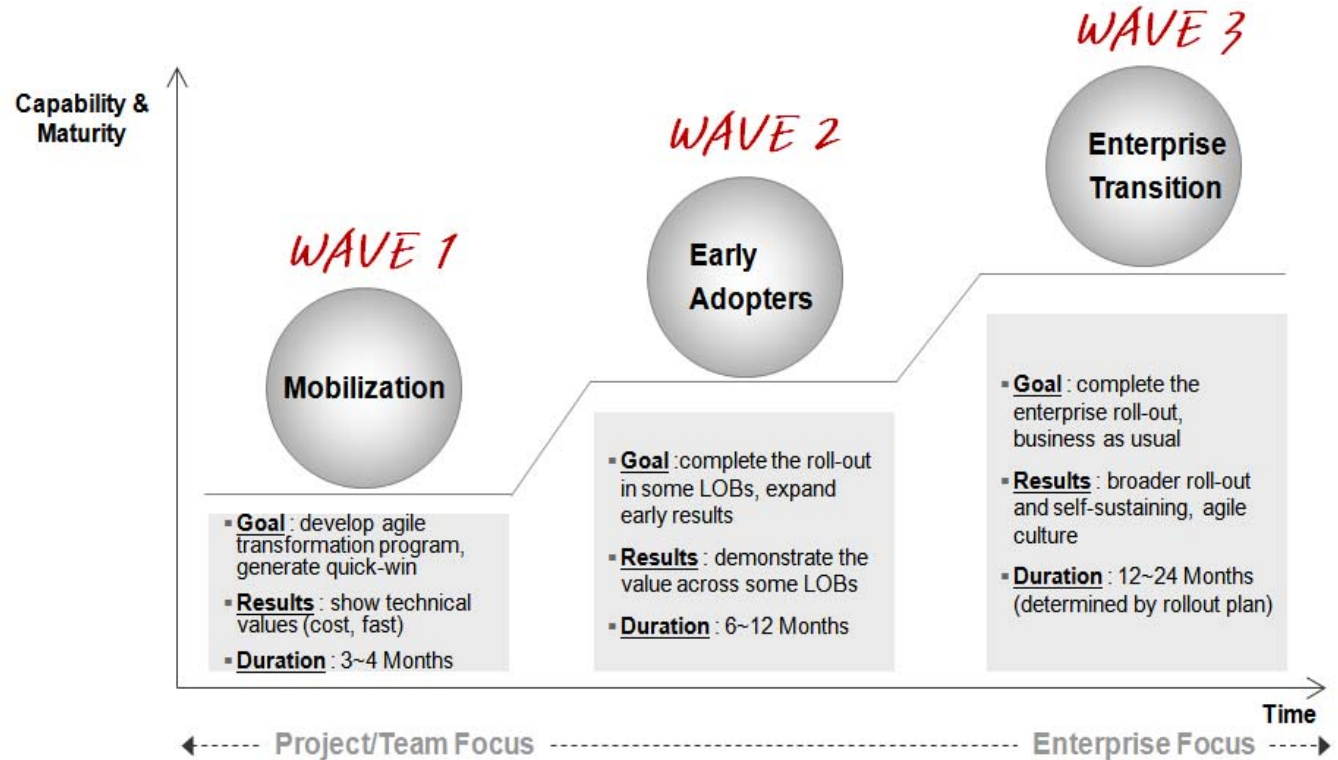 WAVE 3
Capability &
Maturity
WAVE 2
Enterprise
Transition
WAVE 1
Early
Adopters
Mobilization
▪ Goal : complete the
enterprise roll-out,
business as usual
▪ Results : broader roll-out
and self-sustaining, agile
culture
▪ Duration : 12~24 Months
(determined by rollout plan)
▪ Goal :complete the roll-out
in some LOBs, expand
early results
▪ Results : demonstrate the
value across some LOBs
▪ Duration : 6~12 Months
▪ Goal : develop agile
transformation program,
generate quick-win
▪ Results : show technical
values (cost, fast)
▪ Duration : 3~4 Months
Time
Project/Team Focus
Enterprise Focus